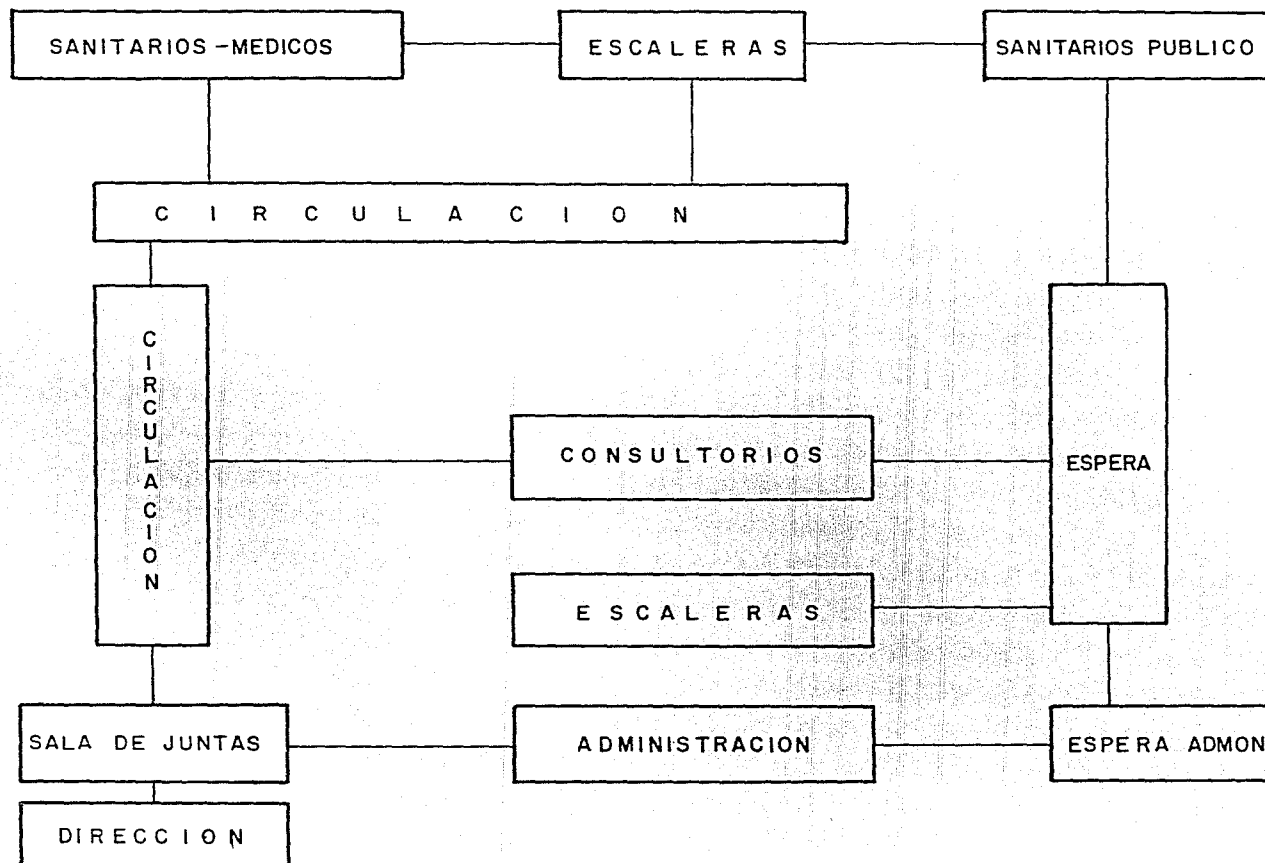 SANITARIOS-MEDICOS
ESCALERAS
SANITARIOS PUBLICO
CIRCULACION
CIRCULACION
CONSULTORIOS
ESPERA
ESCALERAS
SALA DE JUNTAS
ADMINISTRACION
ESPERA ADMON
DIRECCION